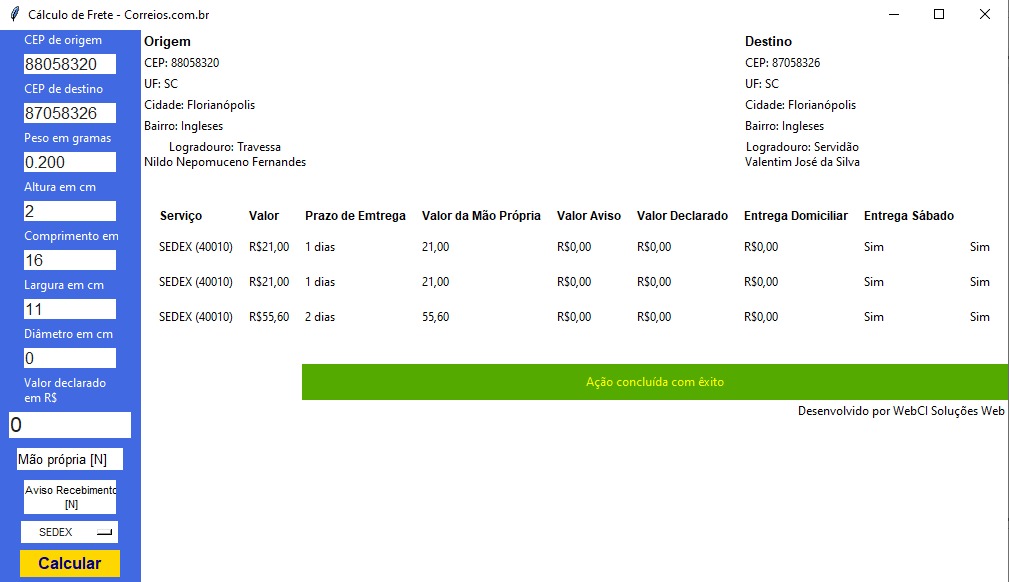 Cálculo de Frete - Correios.com.br
CEP de origem
88058320
CEP de destino
87058326
Peso em gramas
0.200
Altura em cm
2
Comprimento em
16
Largura em cm
11
Diâmetro em cm
0
Valor declarado
em R$
0
Mão própria [N]
Aviso Recebimento
[N]
SEDEX
Calcular
Origem
CEP: 88058320
UF: SC
Cidade: Florianópolis
Bairro: Ingleses
Logradouro: Travessa
Nildo Nepomuceno Fernandes
Destino
CEP: 87058326
UF: SC
Cidade: Florianópolis
Bairro: Ingleses
Logradouro: Servidão
Valentim José da Silva
Serviço Valor Prazo de Emtrega Valor da Mão Própria Valor Aviso Valor Declarado Entrega Domiciliar Entrega Sábado
SEDEX (40010) R$21,00 1 dias 21,00 R$0,00 R$0,00 R$0,00 Sim Sim
SEDEX (40010) R$21,00 1 dias 21,00 R$0,00 R$0,00 R$0,00 Sim Sim
SEDEX (40010) R$55,60 2 dias 55,60 R$0,00 R$0,00 R$0,00 Sim Sim
Ação concluída com êxito
Desenvolvido por WebCI Soluções Web